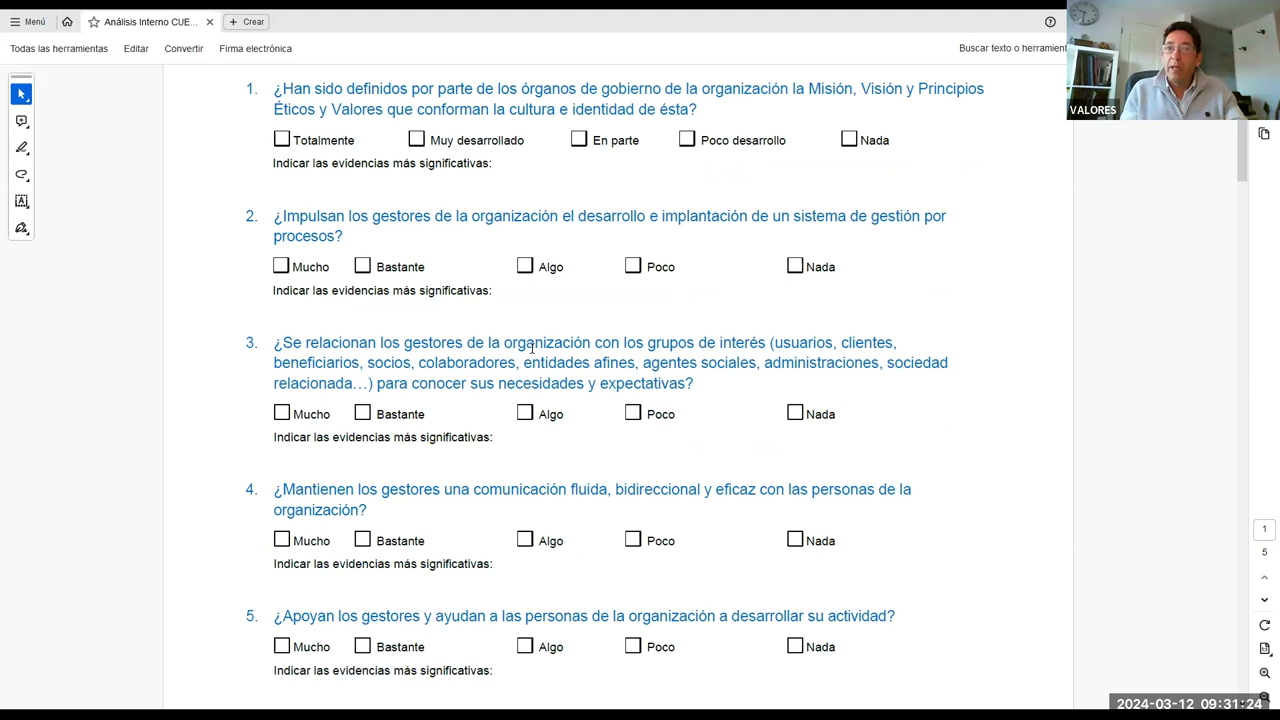 Menú
Análisis Interno CUE...
Crear
Todas las herramientas
Editar
Convertir
Firma electrónica
Buscar texto o herramient
VALORES
1. ¿Han sido definidos por parte de los órganos de gobierno de la organización la Misión, Visión y Principios
Éticos y Valores que conforman la cultura e identidad de ésta?
Totalmente Muy desarrollado En parte Poco desarrollo Nada
Indicar las evidencias más significativas:
2. ¿Impulsan los gestores de la organización el desarrollo e implantación de un sistema de gestión por
procesos?
Mucho Bastante Algo Poco Nada
Indicar las evidencias más significativas:
3. ¿Se relacionan los gestores de la organización con los grupos de interés (usuarios, clientes,
beneficiarios, socios, colaboradores, entidades afines, agentes sociales, administraciones, sociedad
relacionada…) para conocer sus necesidades y expectativas?
Mucho Bastante Algo Poco Nada
Indicar las evidencias más significativas:
4. ¿Mantienen los gestores una comunicación fluida, bidireccional y eficaz con las personas de la
organización?
Mucho Bastante Algo Poco Nada
Indicar las evidencias más significativas:
5. ¿Apoyan los gestores y ayudan a las personas de la organización a desarrollar su actividad?
Mucho Bastante Algo Poco Nada
Indicar las evidencias más significativas:
1
5
2024-03-12 09:31:24